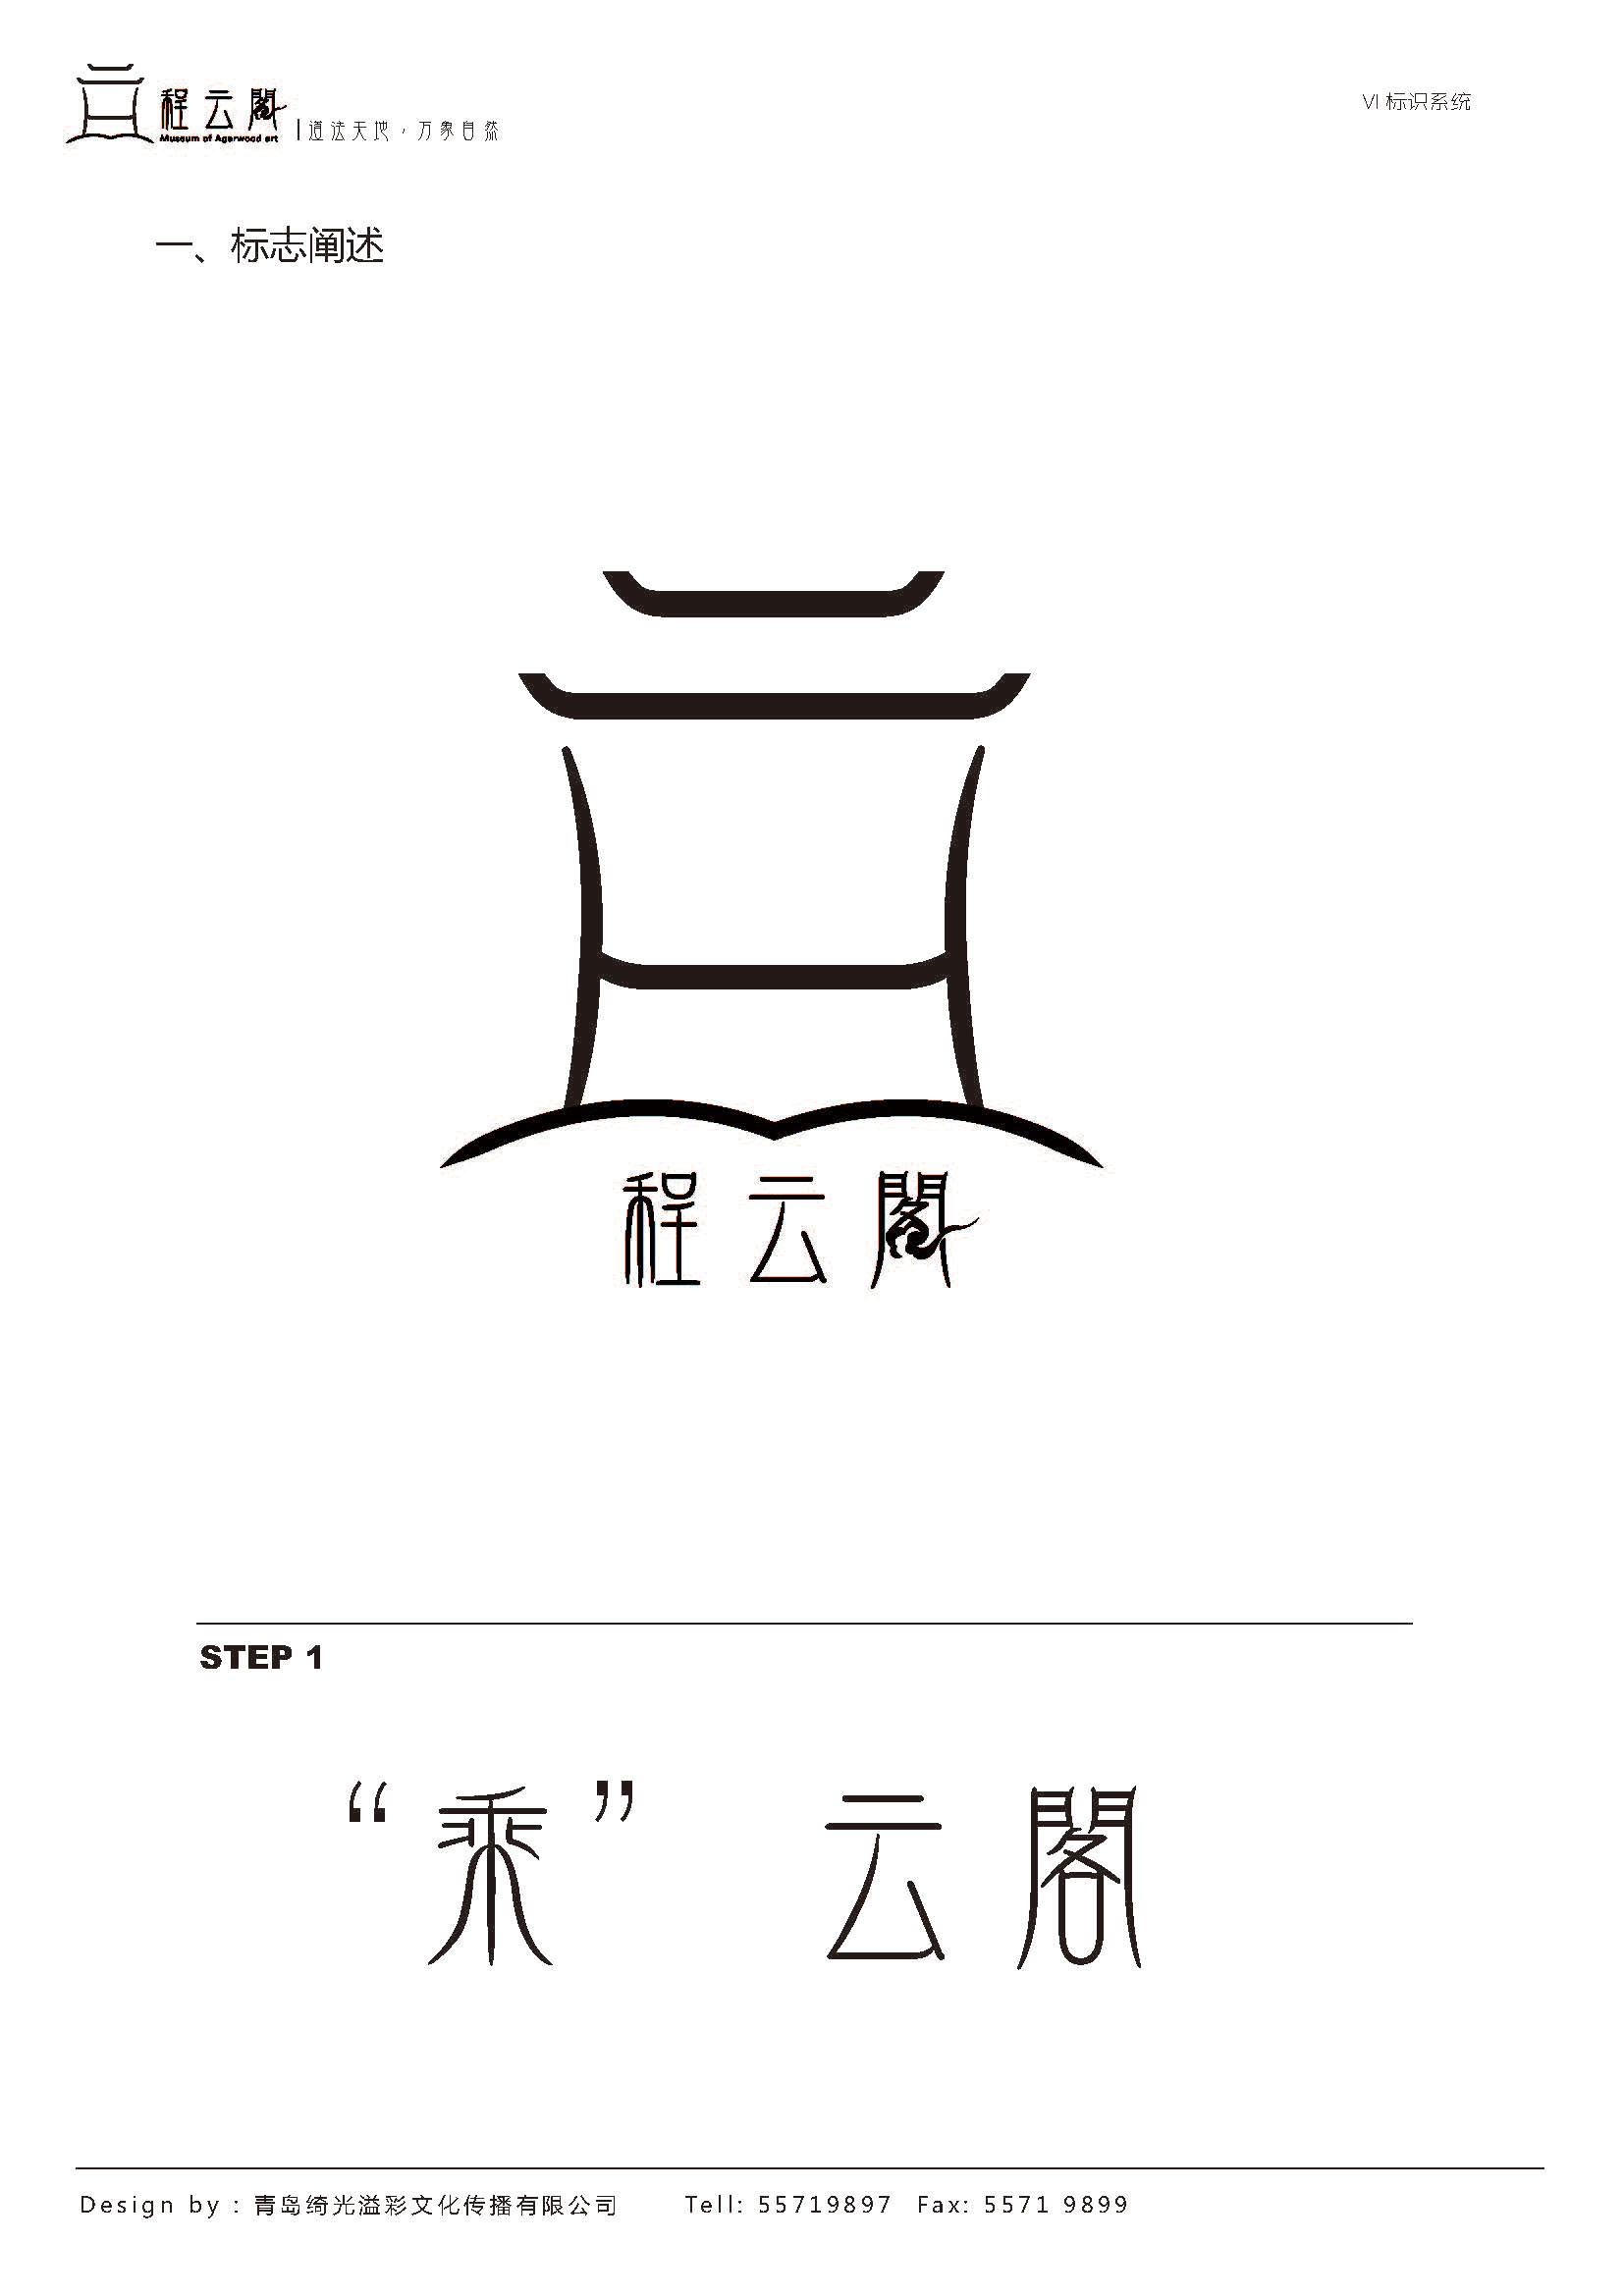 程云閣
Museum of Agarwood art
道法天地，万象自然
VI 标识系统
一、标志阐述
程云閣
STEP 1
“乘” 云閣
Design by : 青岛绮光溢彩文化传播有限公司 Tell: 55719897 Fax: 5571 9899